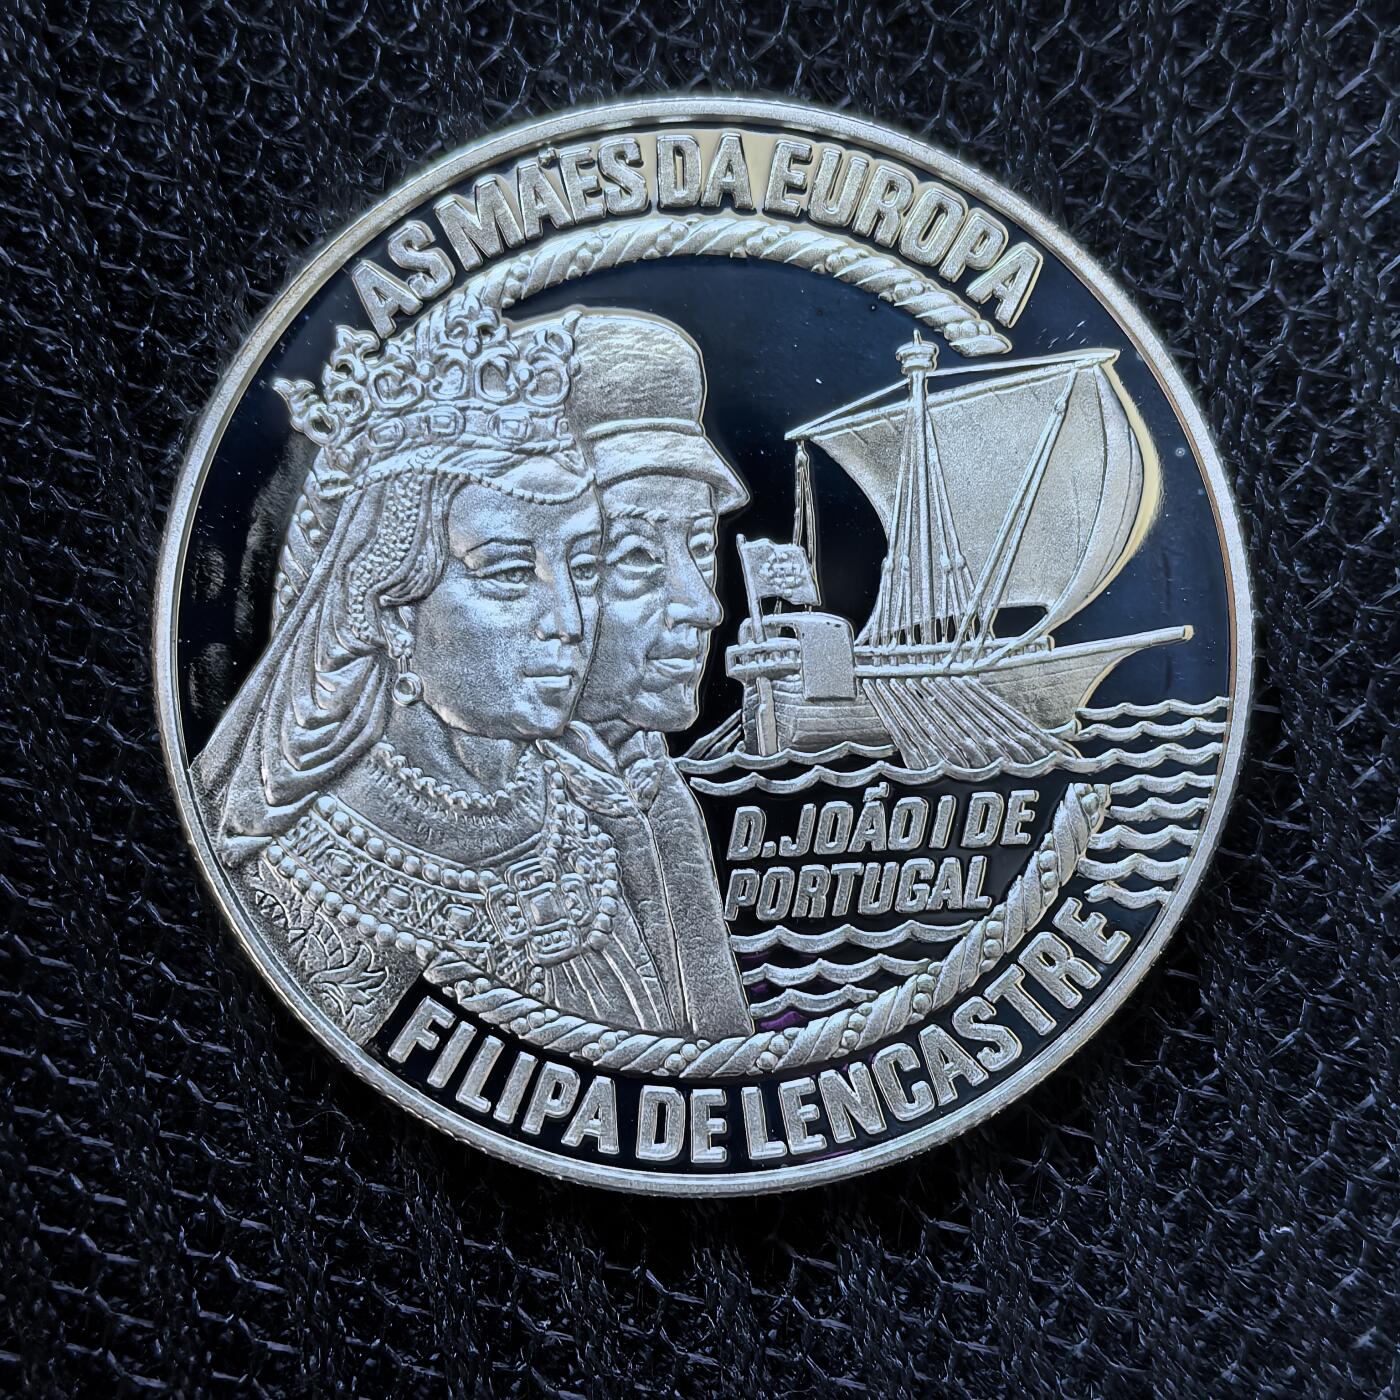 AS MÃES DA EUROPA
D. JOÃO I DE
PORTUGAL
FILIPA DE LENCASTRE